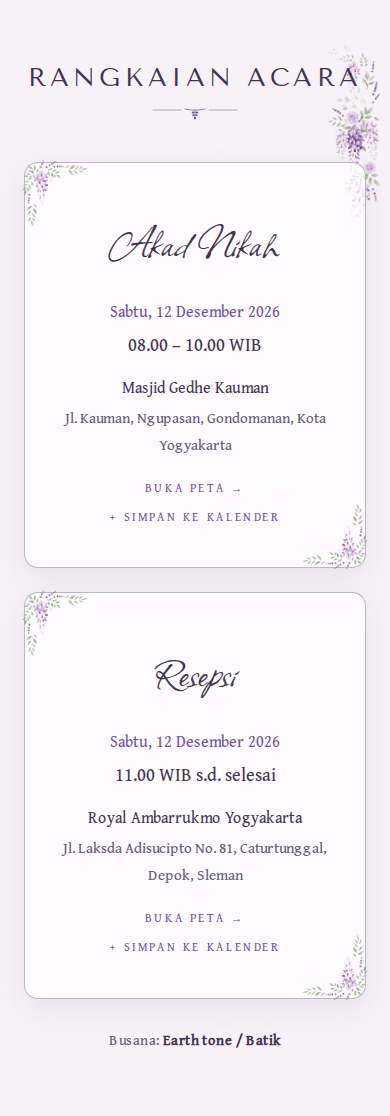 RANGKAIAN ACARA
Akad Nikah
Sabtu, 12 Desember 2026
08.00 – 10.00 WIB
Masjid Gedhe Kauman
Jl. Kauman, Ngupasan, Gondomanan, Kota
Yogyakarta
BUKA PETA →
+ SIMPAN KE KALENDER
Resepsi
Sabtu, 12 Desember 2026
11.00 WIB s.d. selesai
Royal Ambarrukmo Yogyakarta
Jl. Laksda Adisucipto No. 81, Caturtunggal,
Depok, Sleman
BUKA PETA →
+ SIMPAN KE KALENDER
Busana: Earth tone / Batik